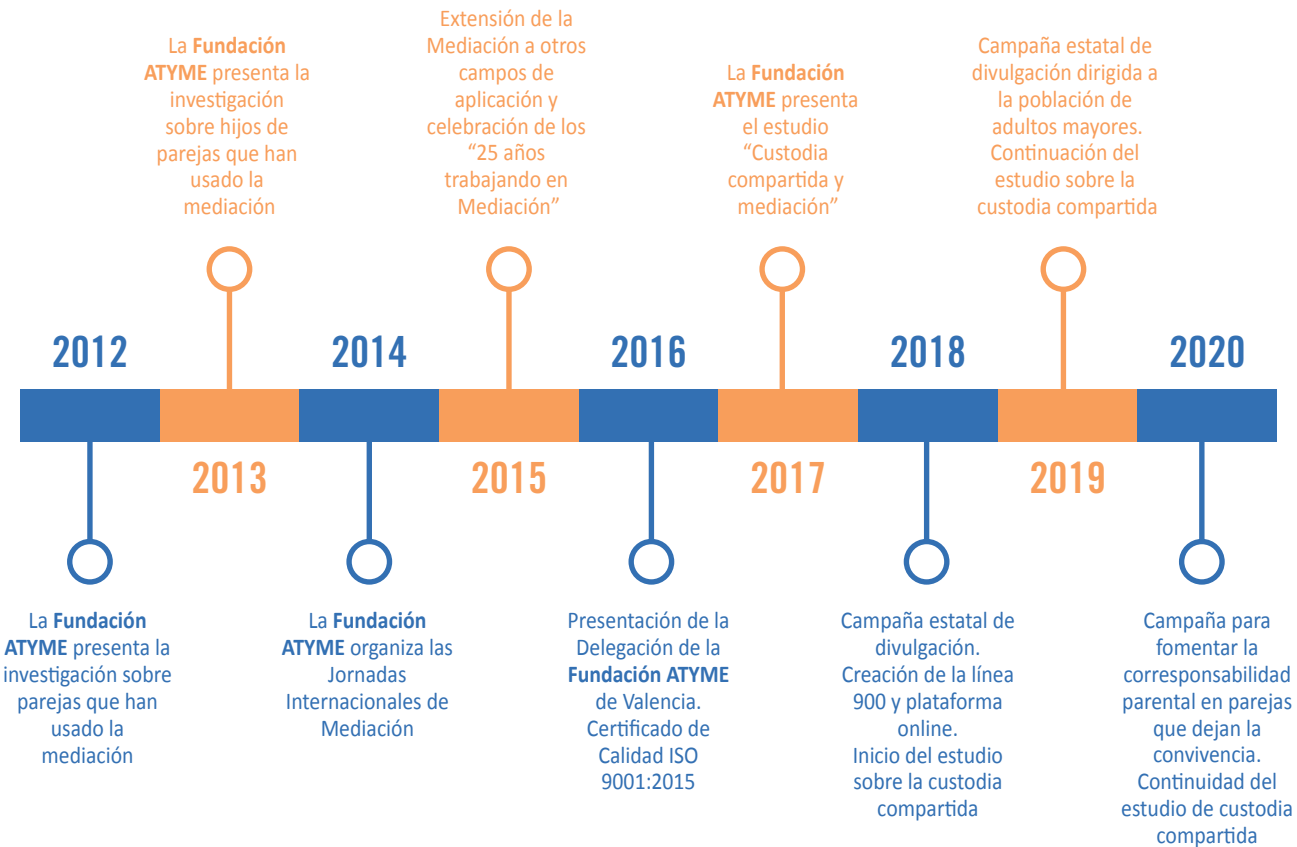 La Fundación
ATYME presenta la
investigación
sobre hijos de
parejas que han
usado la
mediación
Extensión de la
Mediación a otros
campos de
aplicación y
celebración de los
“25 años
trabajando en
Mediación”
La Fundación
ATYME presenta
el estudio
“Custodia
compartida y
mediación”
Campaña estatal de
divulgación dirigida a
la población de
adultos mayores.
Continuación del
estudio sobre la
custodia compartida
2012
2014
2016
2018
2020
2013
2015
2017
2019
La Fundación
ATYME presenta la
investigación sobre
parejas que han
usado la
mediación
La Fundación
ATYME organiza las
Jornadas
Internacionales de
Mediación
Presentación de la
Delegación de la
Fundación ATYME
de Valencia.
Certificado de
Calidad ISO
9001:2015
Campaña estatal de
divulgación.
Creación de la línea
900 y plataforma
online.
Inicio del estudio
sobre la custodia
compartida
Campaña para
fomentar la
corresponsabilidad
parental en parejas
que dejan la
convivencia.
Continuidad del
estudio de custodia
compartida